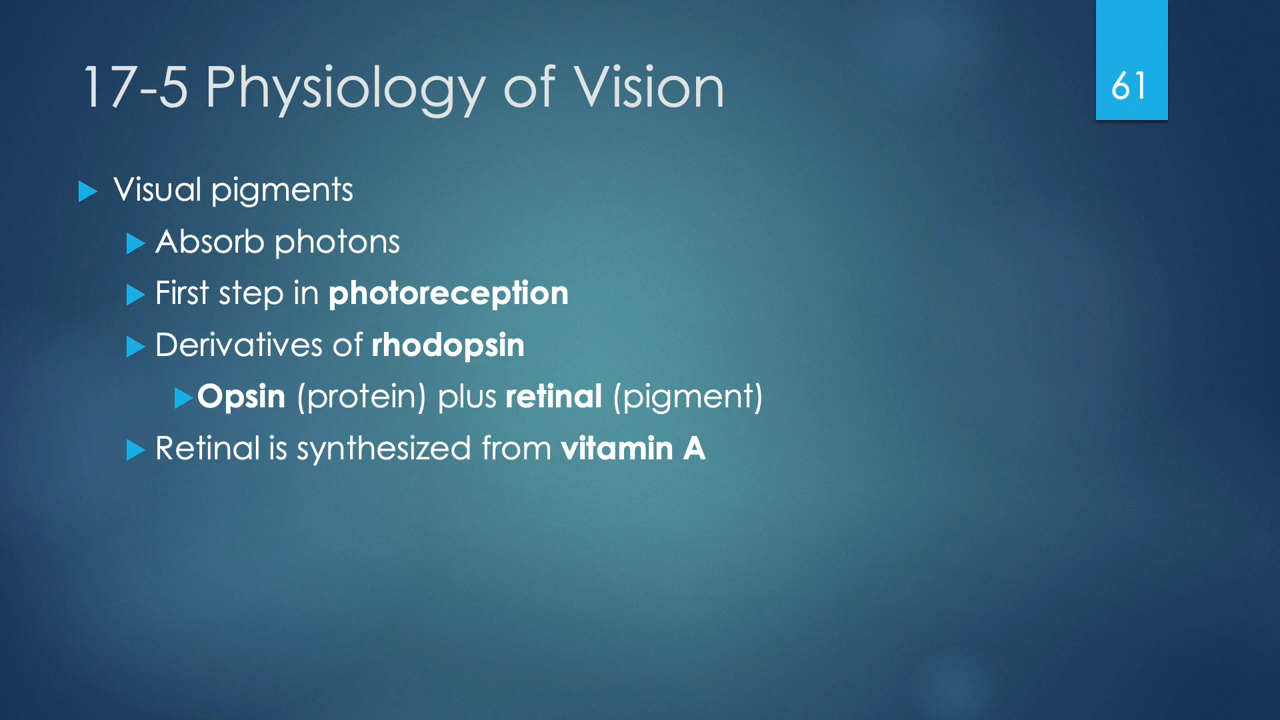 17-5 Physiology of Vision
61
Visual pigments
Absorb photons
First step in photoreception
Derivatives of rhodopsin
Opsin (protein) plus retinal (pigment)
Retinal is synthesized from vitamin A